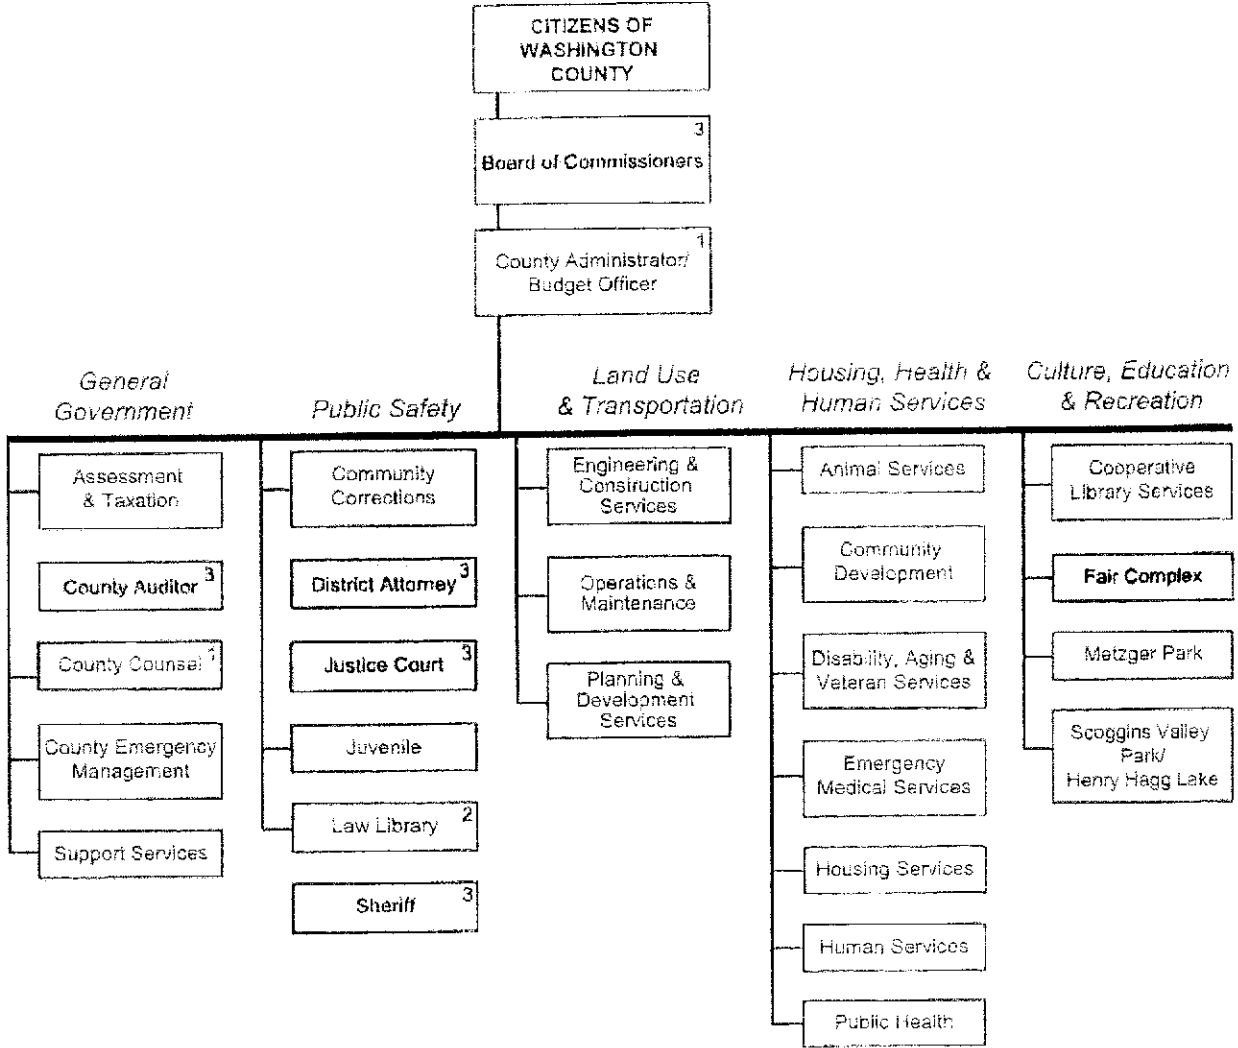 CITIZENS OF
WASHINGTON
COUNTY
3
Board of Commissioners
1
County Administrator/
Budget Officer
General
Government
Public Safety
Land Use
& Transportation
Housing, Health &
Human Services
Culture, Education
& Recreation
Assessment
& Taxation
County Auditor 3
County Counsel 1
County Emergency
Management
Support Services
Community
Corrections
District Attorney 3
Justice Court 3
Juvenile
Law Library 2
Sheriff 3
Engineering &
Construction
Services
Operations &
Maintenance
Planning &
Development
Services
Animal Services
Community
Development
Disability, Aging &
Veteran Services
Emergency
Medical Services
Housing Services
Human Services
Public Health
Cooperative
Library Services
Fair Complex
Metzger Park
Scoggins Valley
Park/
Henry Hagg Lake